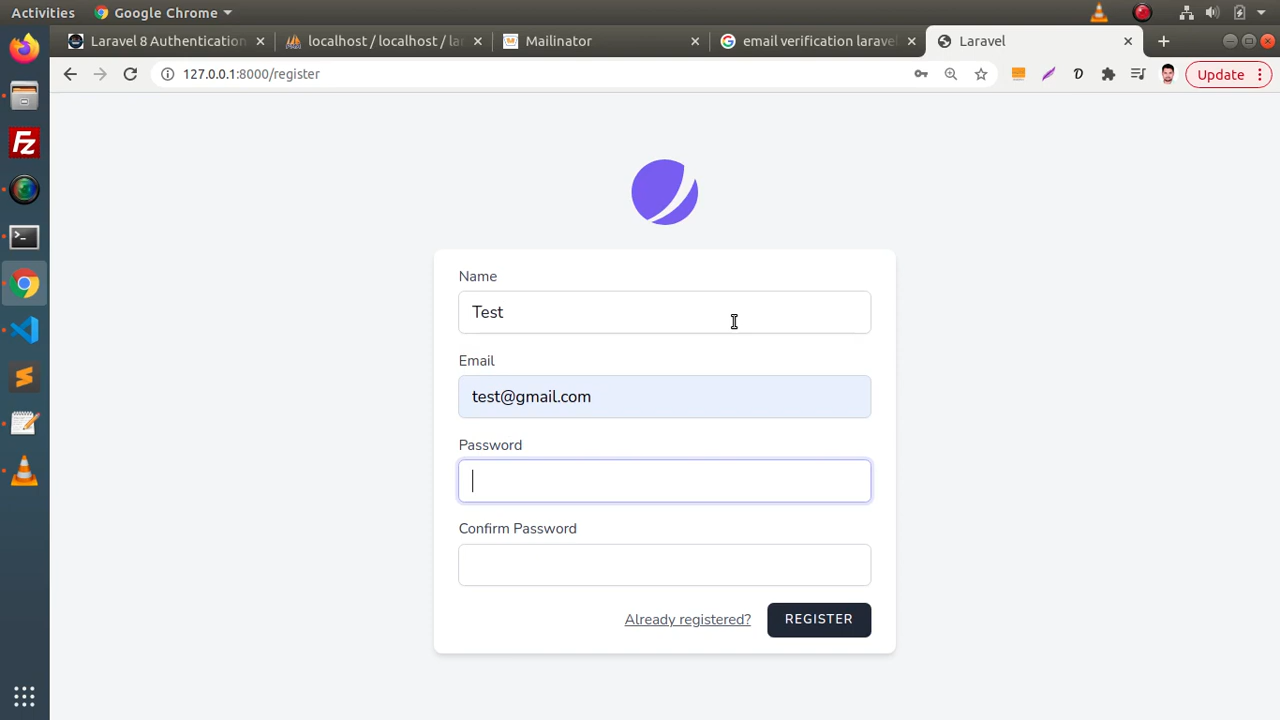 Activities Google Chrome
Laravel 8 Authentication localhost / localhost / lar Mailinator email verification larave Laravel
127.0.0.1:8000/register Update
Name
Test
Email
test@gmail.com
Password
Confirm Password
Already registered? REGISTER